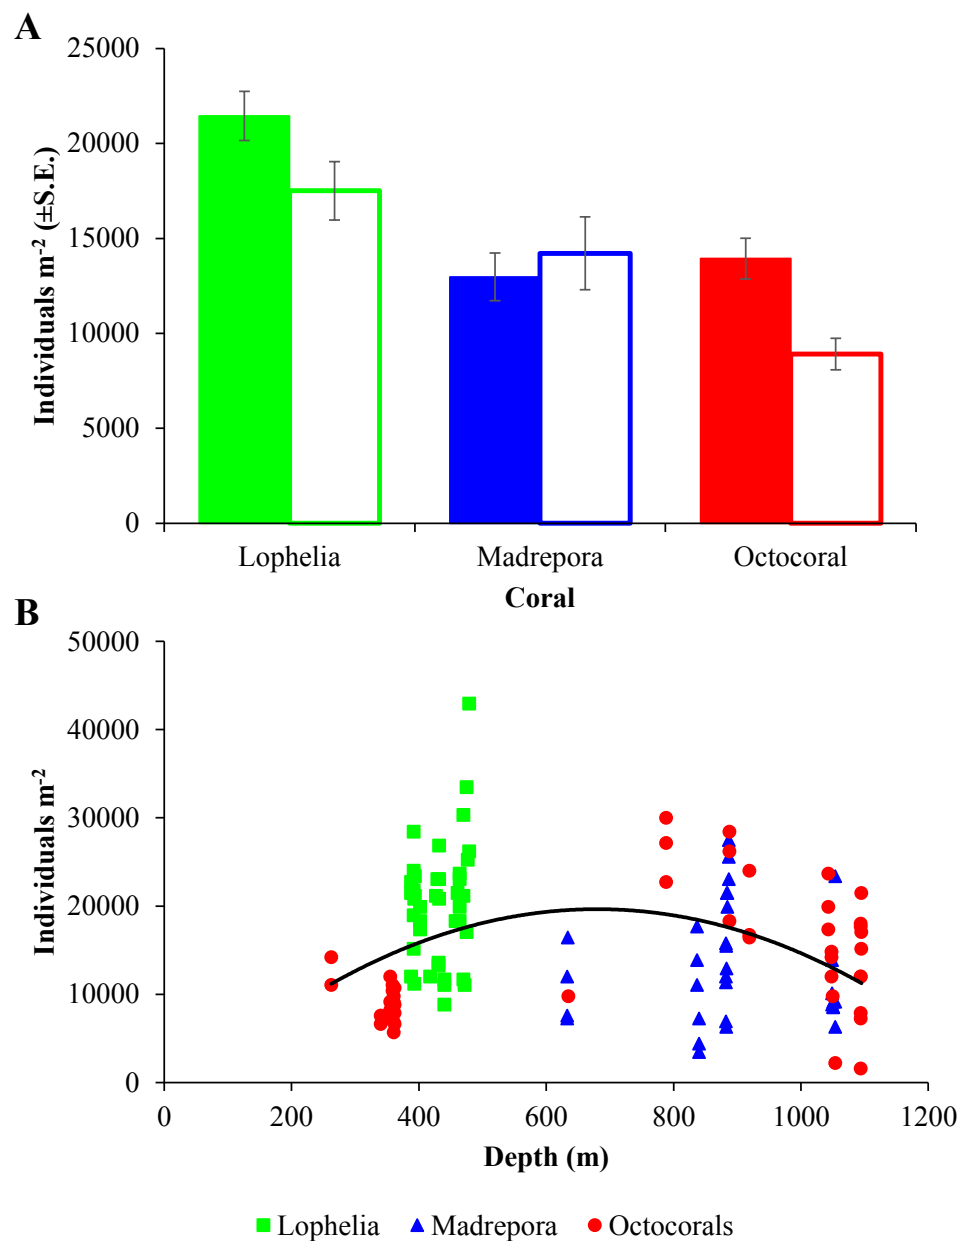 A
25000
20000
15000
10000
5000
0
Individuals m⁻² (±S.E.)
Lophelia Madrepora Octocoral
Coral
B
50000
40000
30000
20000
10000
0
Individuals m⁻²
0 200 400 600 800 1000 1200
Depth (m)
Lophelia Madrepora Octocorals